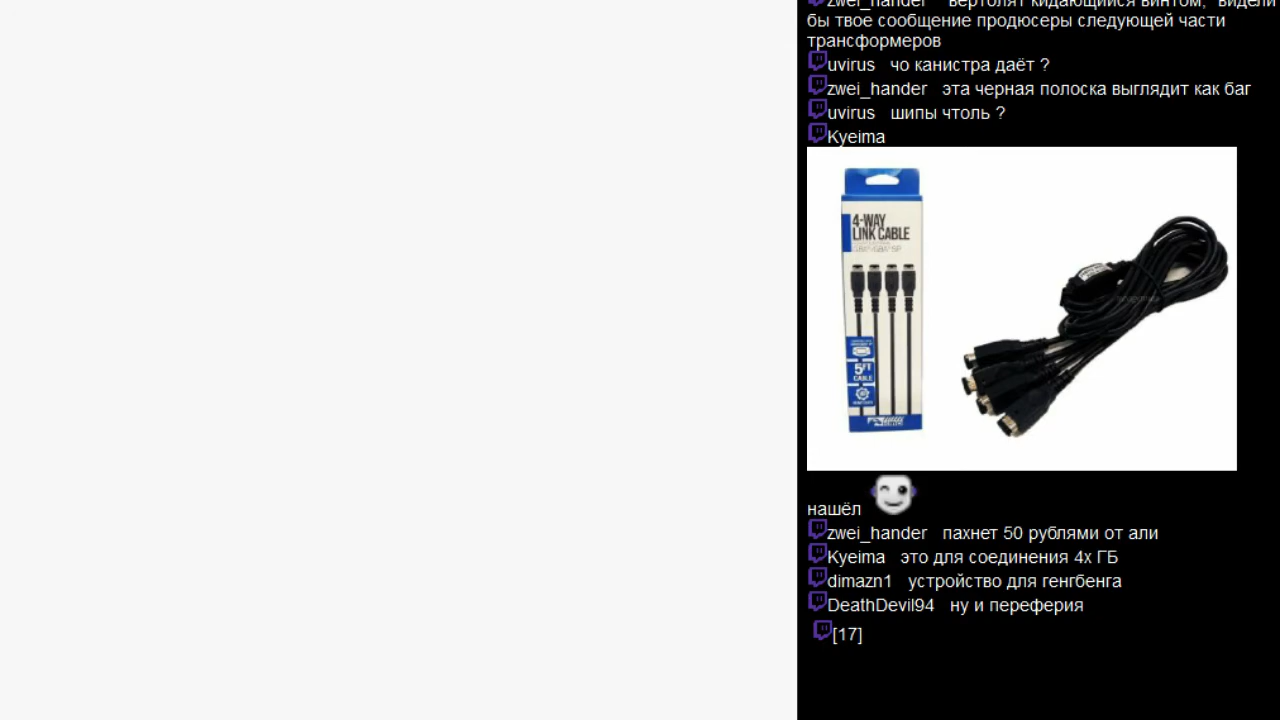 zwei_hander вертолят кидающийся винтом, видели
бы твое сообщение продюсеры следующей части
трансформеров
uvirus чо канистра даёт ?
zwei_hander эта черная полоска выглядит как баг
uvirus шипы чтоль ?
Kyeima
4-WAY
LINK CABLE
5FT
CABLE
нашёл
zwei_hander пахнет 50 рублями от али
Kyeima это для соединения 4х ГБ
dimazn1 устройство для генгбенга
DeathDevil94 ну и переферия
[17]